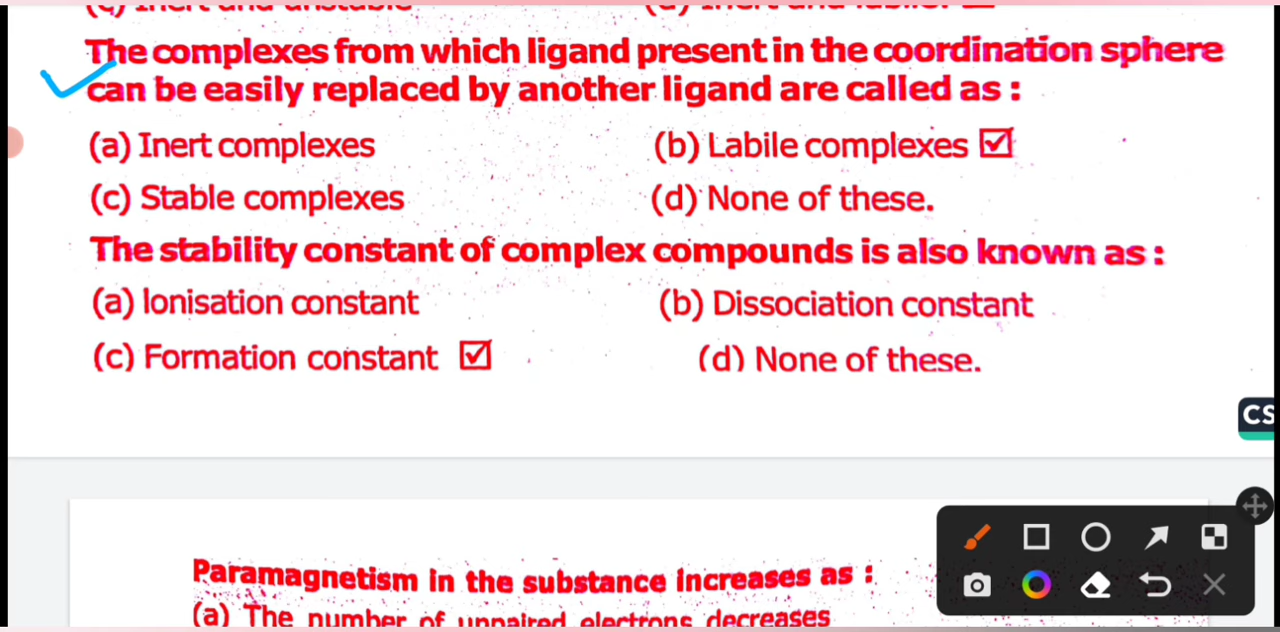 The complexes from which ligand present in the coordination sphere
can be easily replaced by another ligand are called as :
(a) Inert complexes (b) Labile complexes ☑
(c) Stable complexes (d) None of these.
The stability constant of complex compounds is also known as :
(a) Ionisation constant (b) Dissociation constant
(c) Formation constant ☑ (d) None of these.
CS
Paramagnetism in the substance increases as :
(a) The number of unpaired electrons decreases